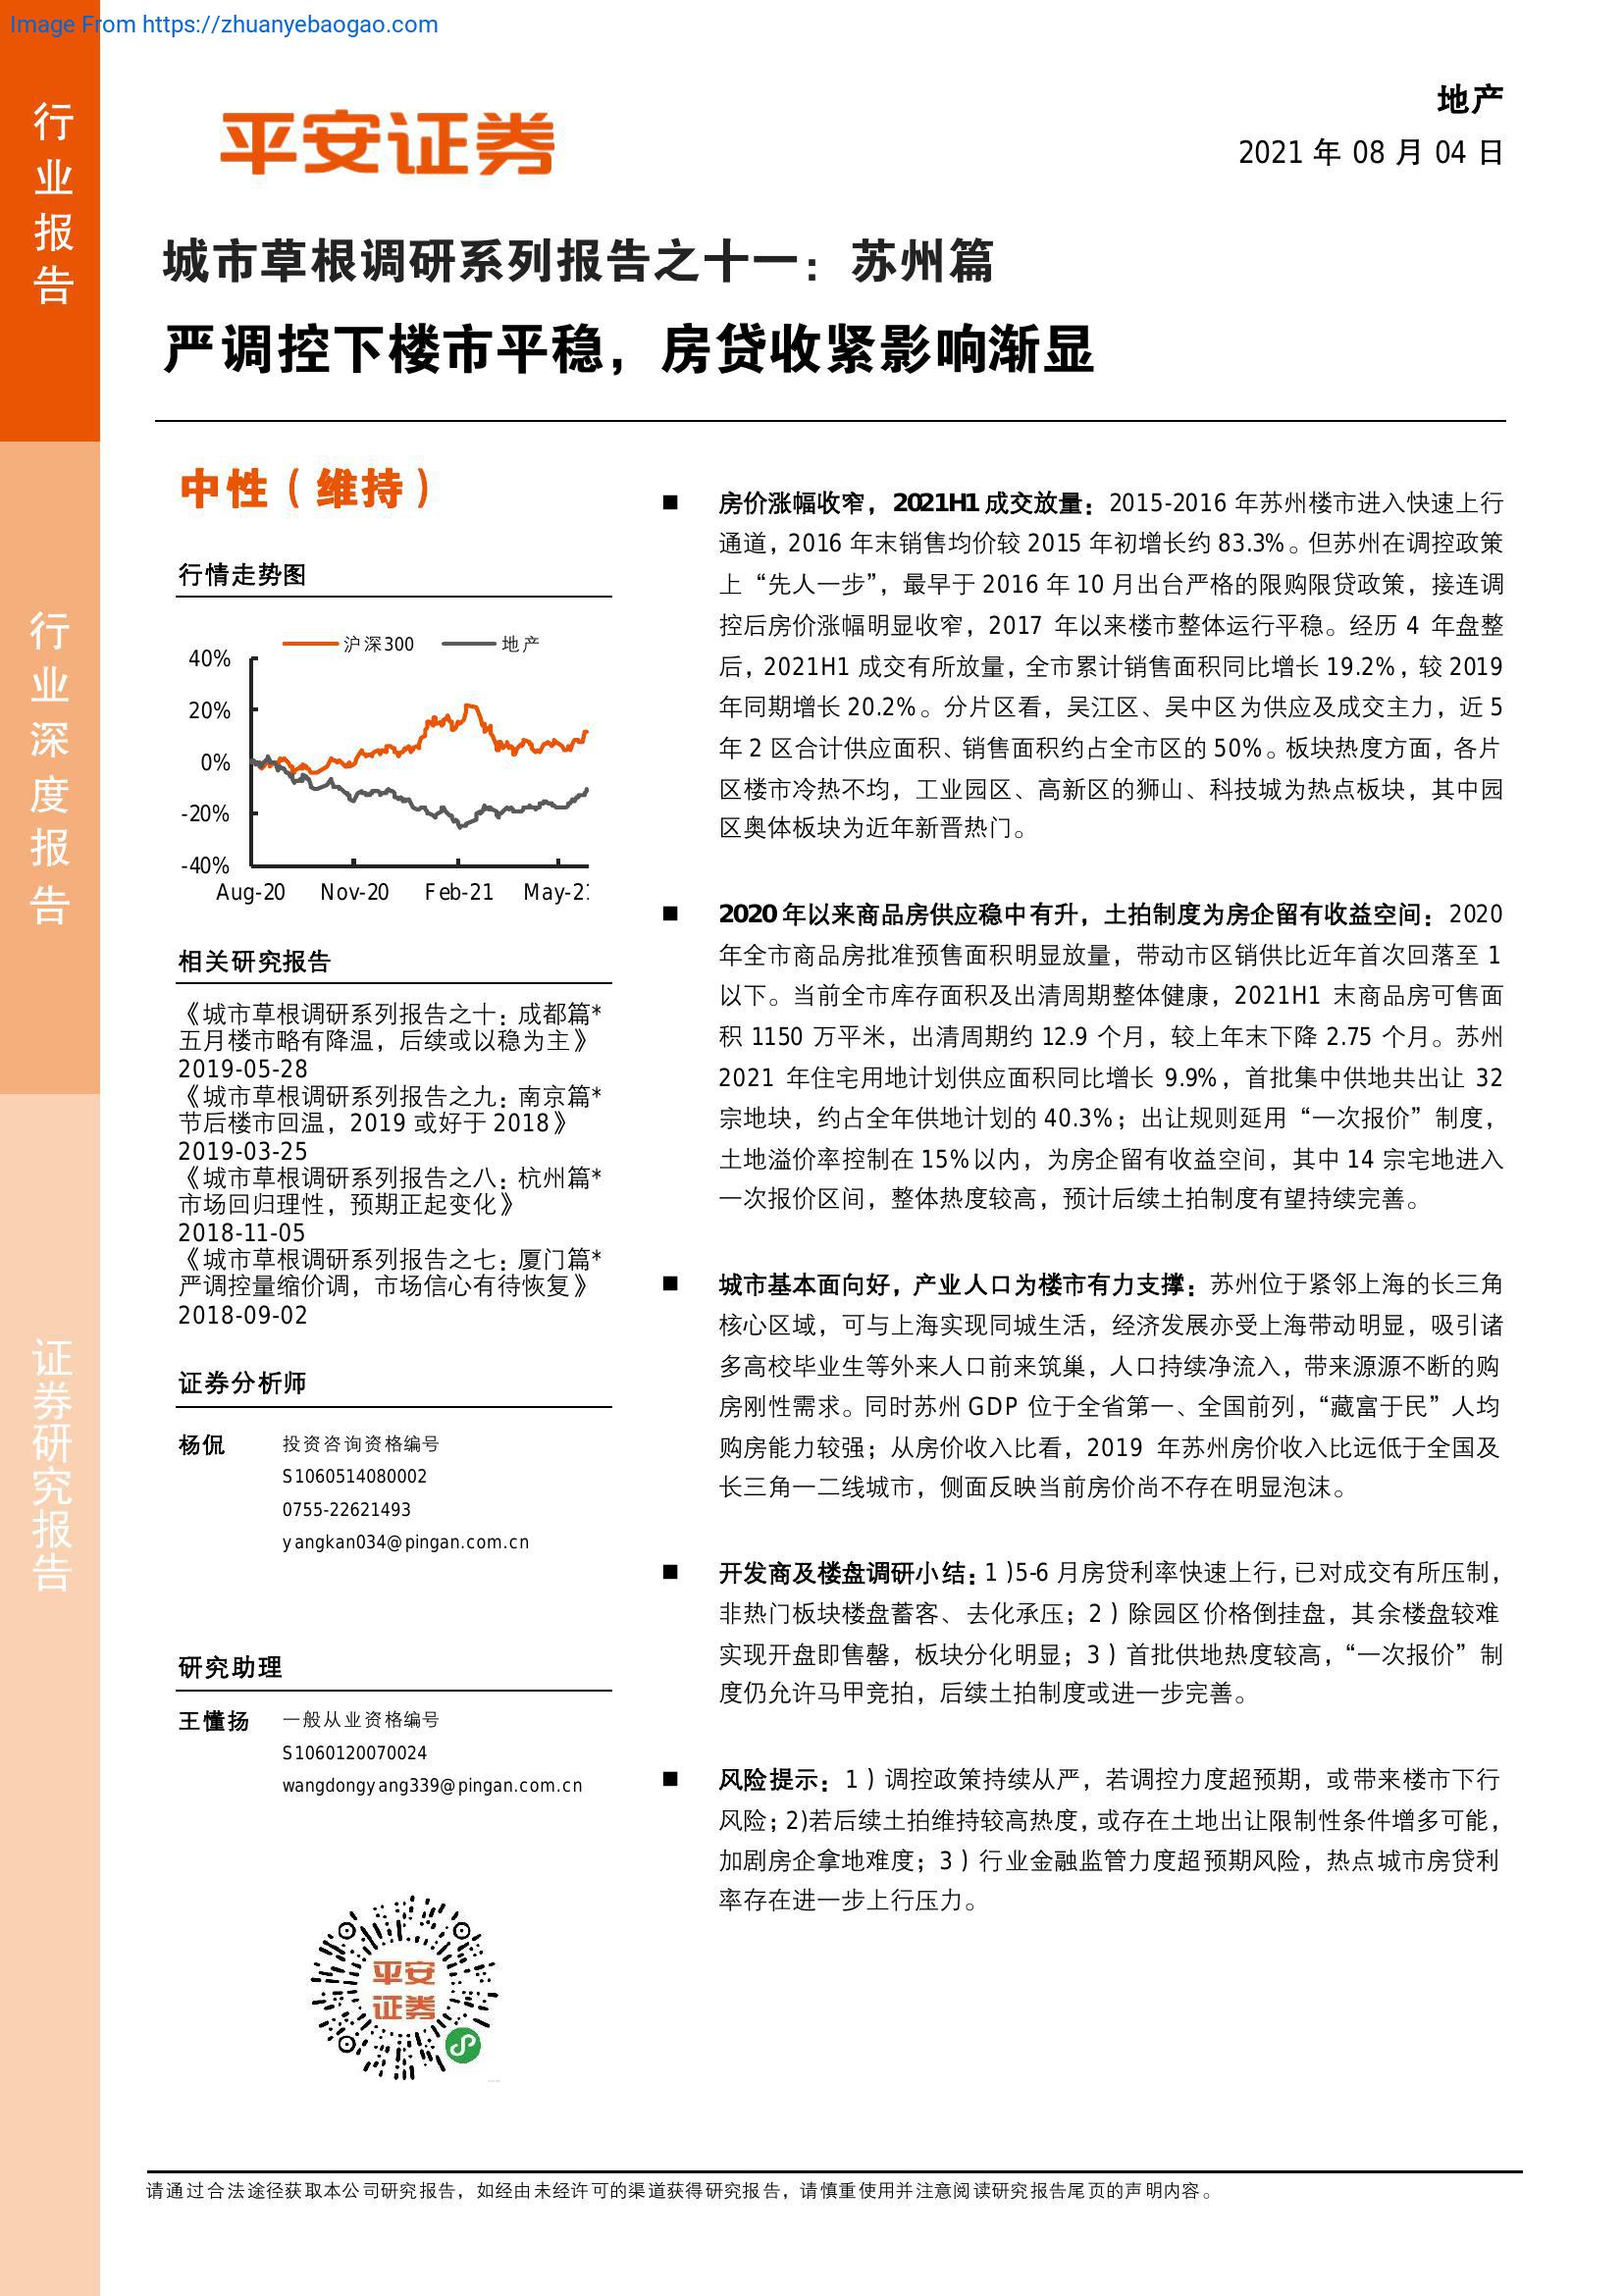 Image From https://zhuanyebaogao.com
行业报告
行业深度报告
证券研究报告
平安证券
地产
2021 年 08 月 04 日
城市草根调研系列报告之十一：苏州篇
严调控下楼市平稳，房贷收紧影响渐显
中性（维持）
行情走势图
沪深300 地产
40%
20%
0%
-20%
-40%
Aug-20 Nov-20 Feb-21 May-21
相关研究报告
《城市草根调研系列报告之十：成都篇*
五月楼市略有降温，后续或以稳为主》
2019-05-28
《城市草根调研系列报告之九：南京篇*
节后楼市回温，2019 或好于 2018》
2019-03-25
《城市草根调研系列报告之八：杭州篇*
市场回归理性，预期正起变化》
2018-11-05
《城市草根调研系列报告之七：厦门篇*
严调控量缩价调，市场信心有待恢复》
2018-09-02
证券分析师
杨侃 投资咨询资格编号
S1060514080002
0755-22621493
yangkan034@pingan.com.cn
研究助理
王懂扬 一般从业资格编号
S1060120070024
wangdongyang339@pingan.com.cn
平安
证券
■ 房价涨幅收窄，2021H1 成交放量：2015-2016 年苏州楼市进入快速上行
通道，2016 年末销售均价较 2015 年初增长约 83.3%。但苏州在调控政策
上“先人一步”，最早于 2016 年 10 月出台严格的限购限贷政策，接连调
控后房价涨幅明显收窄，2017 年以来楼市整体运行平稳。经历 4 年盘整
后，2021H1 成交有所放量，全市累计销售面积同比增长 19.2%，较 2019
年同期增长 20.2%。分片区看，吴江区、吴中区为供应及成交主力，近 5
年 2 区合计供应面积、销售面积约占全市区的 50%。板块热度方面，各片
区楼市冷热不均，工业园区、高新区的狮山、科技城为热点板块，其中园
区奥体板块为近年新晋热门。
■ 2020 年以来商品房供应稳中有升，土拍制度为房企留有收益空间：2020
年全市商品房批准预售面积明显放量，带动市区销供比近年首次回落至 1
以下。当前全市库存面积及出清周期整体健康，2021H1 末商品房可售面
积 1150 万平米，出清周期约 12.9 个月，较上年末下降 2.75 个月。苏州
2021 年住宅用地计划供应面积同比增长 9.9%，首批集中供地共出让 32
宗地块，约占全年供地计划的 40.3%；出让规则延用“一次报价”制度，
土地溢价率控制在 15%以内，为房企留有收益空间，其中 14 宗宅地进入
一次报价区间，整体热度较高，预计后续土拍制度有望持续完善。
■ 城市基本面向好，产业人口为楼市有力支撑：苏州位于紧邻上海的长三角
核心区域，可与上海实现同城生活，经济发展亦受上海带动明显，吸引诸
多高校毕业生等外来人口前来筑巢，人口持续净流入，带来源源不断的购
房刚性需求。同时苏州 GDP 位于全省第一、全国前列，“藏富于民”人均
购房能力较强；从房价收入比看，2019 年苏州房价收入比远低于全国及
长三角一二线城市，侧面反映当前房价尚不存在明显泡沫。
■ 开发商及楼盘调研小结：1）5-6 月房贷利率快速上行，已对成交有所压制，
非热门板块楼盘蓄客、去化承压；2）除园区价格倒挂盘，其余楼盘较难
实现开盘即售罄，板块分化明显；3）首批供地热度较高，“一次报价”制
度仍允许马甲竞拍，后续土拍制度或进一步完善。
■ 风险提示：1）调控政策持续从严，若调控力度超预期，或带来楼市下行
风险；2)若后续土拍维持较高热度，或存在土地出让限制性条件增多可能，
加剧房企拿地难度；3）行业金融监管力度超预期风险，热点城市房贷利
率存在进一步上行压力。
请通过合法途径获取本公司研究报告，如经由未经许可的渠道获得研究报告，请慎重使用并注意阅读研究报告尾页的声明内容。